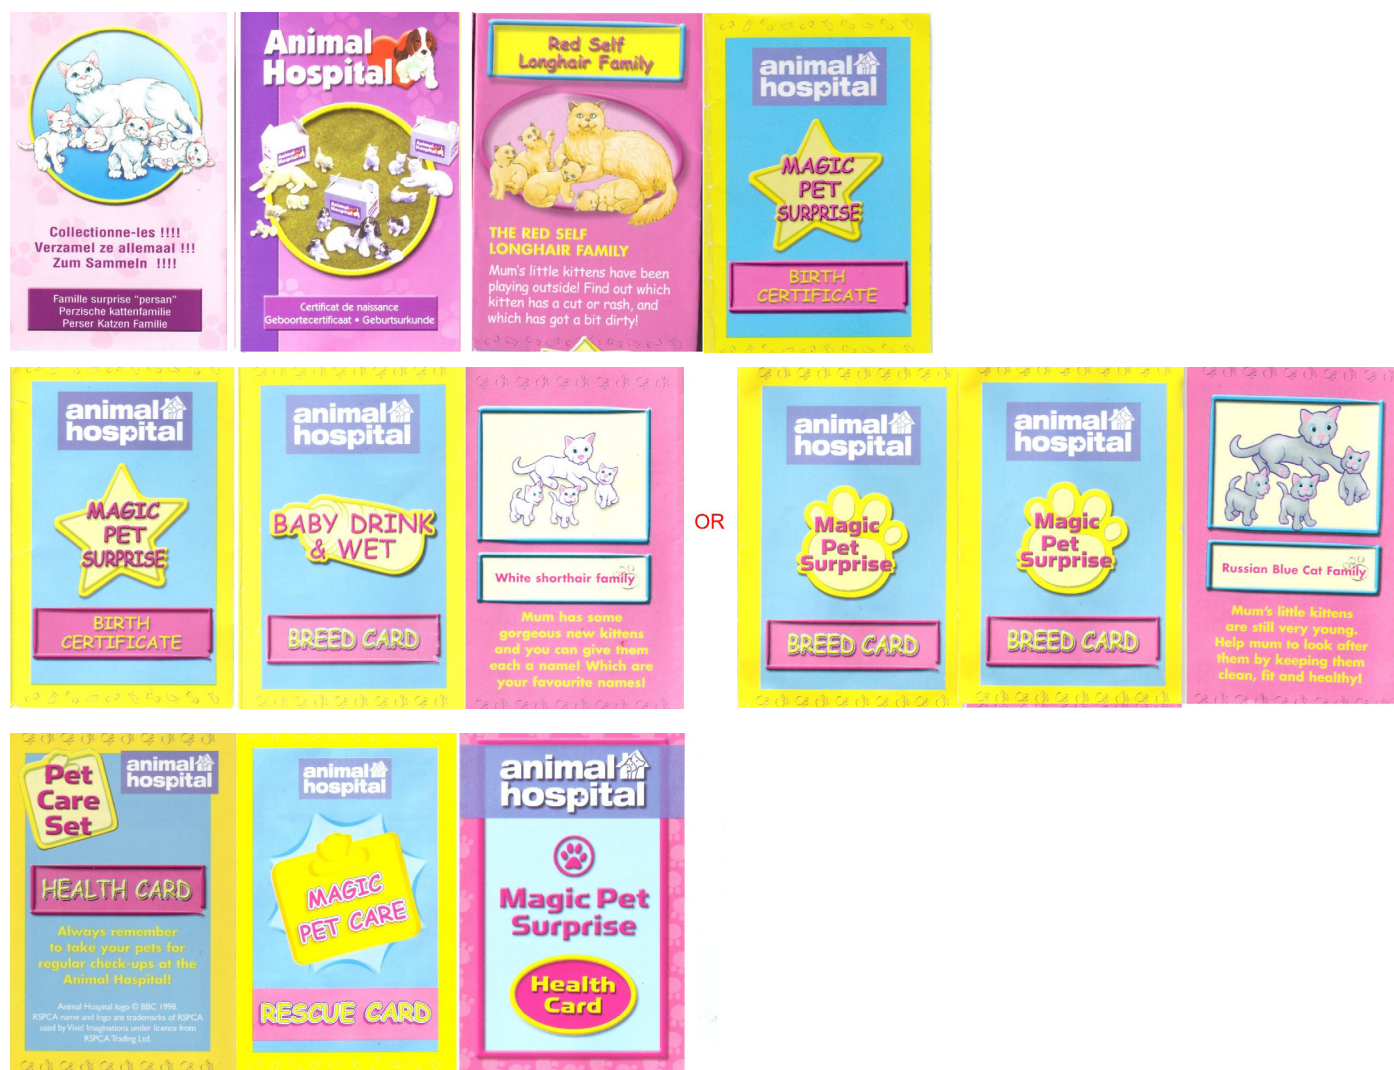 Collectionne-les !!!!
Verzamel ze allemaal !!!
Zum Sammeln !!!!
Famille surprise "persan"
Perzische kattenfamilie
Perser Katzen Familie
Animal
Hospital
Animal
Hospital
Animal
Hospital
Animal
Hospital
Certificat de naissance
Geboortecertificaat • Geburtsurkunde
Red Self
Longhair Family
THE RED SELF
LONGHAIR FAMILY
Mum's little kittens have been
playing outside! Find out which
kitten has a cut or rash, and
which has got a bit dirty!
animal
hospital
MAGIC
PET
SURPRISE
BIRTH
CERTIFICATE
animal
hospital
MAGIC
PET
SURPRISE
BIRTH
CERTIFICATE
animal
hospital
BABY DRINK
& WET
BREED CARD
White shorthair family
Mum has some
gorgeous new kittens
and you can give them
each a name! Which are
your favourite names!
OR
animal
hospital
Magic
Pet
Surprise
BREED CARD
animal
hospital
Magic
Pet
Surprise
BREED CARD
Russian Blue Cat Family
Mum's little kittens
are still very young.
Help mum to look after
them by keeping them
clean, fit and healthy!
Pet
Care
Set
animal
hospital
HEALTH CARD
Always remember
to take your pets for
regular check-ups at the
Animal Hospital!
Animal Hospital logo © BBC 1998.
RSPCA name and logo are trademarks of RSPCA
used by Vivid Imaginations under licence from
RSPCA Trading Ltd.
animal
hospital
MAGIC
PET CARE
RESCUE CARD
animal
hospital
Magic Pet
Surprise
Health
Card